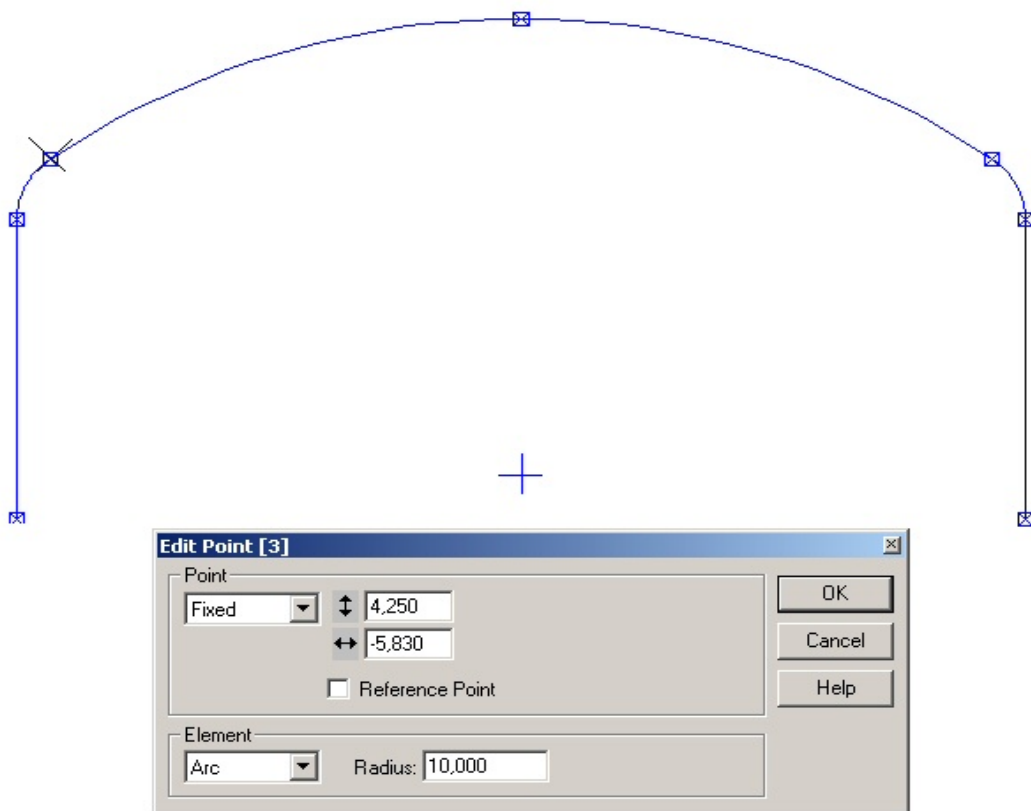 Edit Point [3]
Point
Fixed
4,250
-5,830
Reference Point
Element
Arc
Radius: 10,000
OK
Cancel
Help